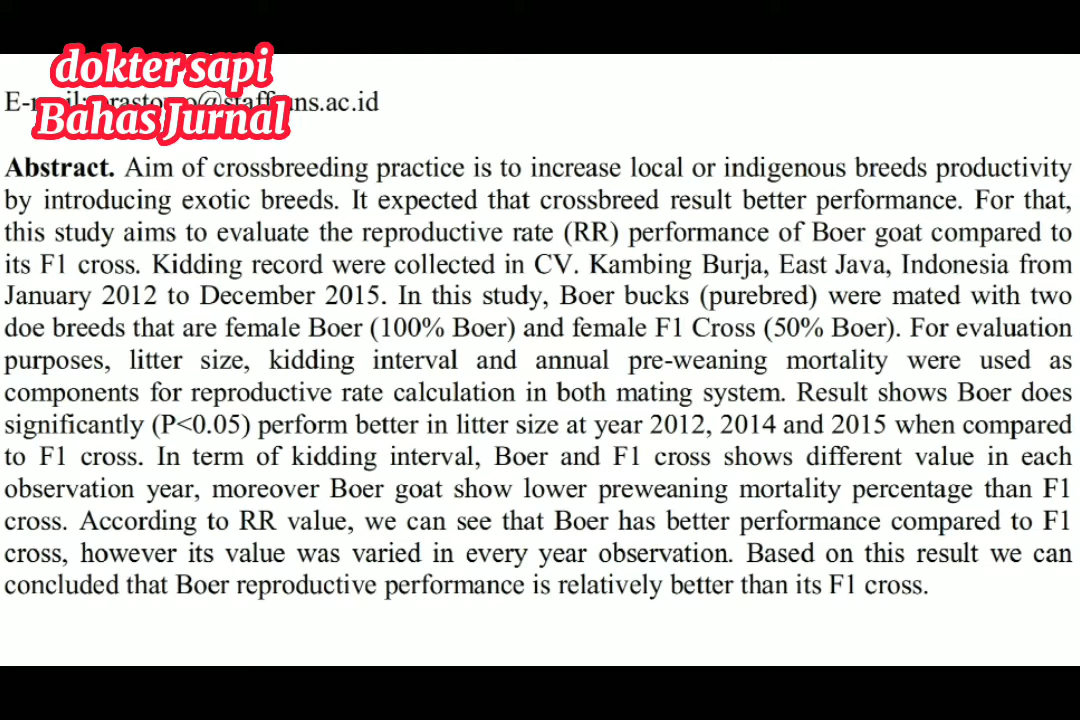 dokter sapi
Bahas Jurnal
ns.ac.id
Abstract. Aim of crossbreeding practice is to increase local or indigenous breeds productivity
by introducing exotic breeds. It expected that crossbreed result better performance. For that,
this study aims to evaluate the reproductive rate (RR) performance of Boer goat compared to
its F1 cross. Kidding record were collected in CV. Kambing Burja, East Java, Indonesia from
January 2012 to December 2015. In this study, Boer bucks (purebred) were mated with two
doe breeds that are female Boer (100% Boer) and female F1 Cross (50% Boer). For evaluation
purposes, litter size, kidding interval and annual pre-weaning mortality were used as
components for reproductive rate calculation in both mating system. Result shows Boer does
significantly (P<0.05) perform better in litter size at year 2012, 2014 and 2015 when compared
to F1 cross. In term of kidding interval, Boer and F1 cross shows different value in each
observation year, moreover Boer goat show lower preweaning mortality percentage than F1
cross. According to RR value, we can see that Boer has better performance compared to F1
cross, however its value was varied in every year observation. Based on this result we can
concluded that Boer reproductive performance is relatively better than its F1 cross.